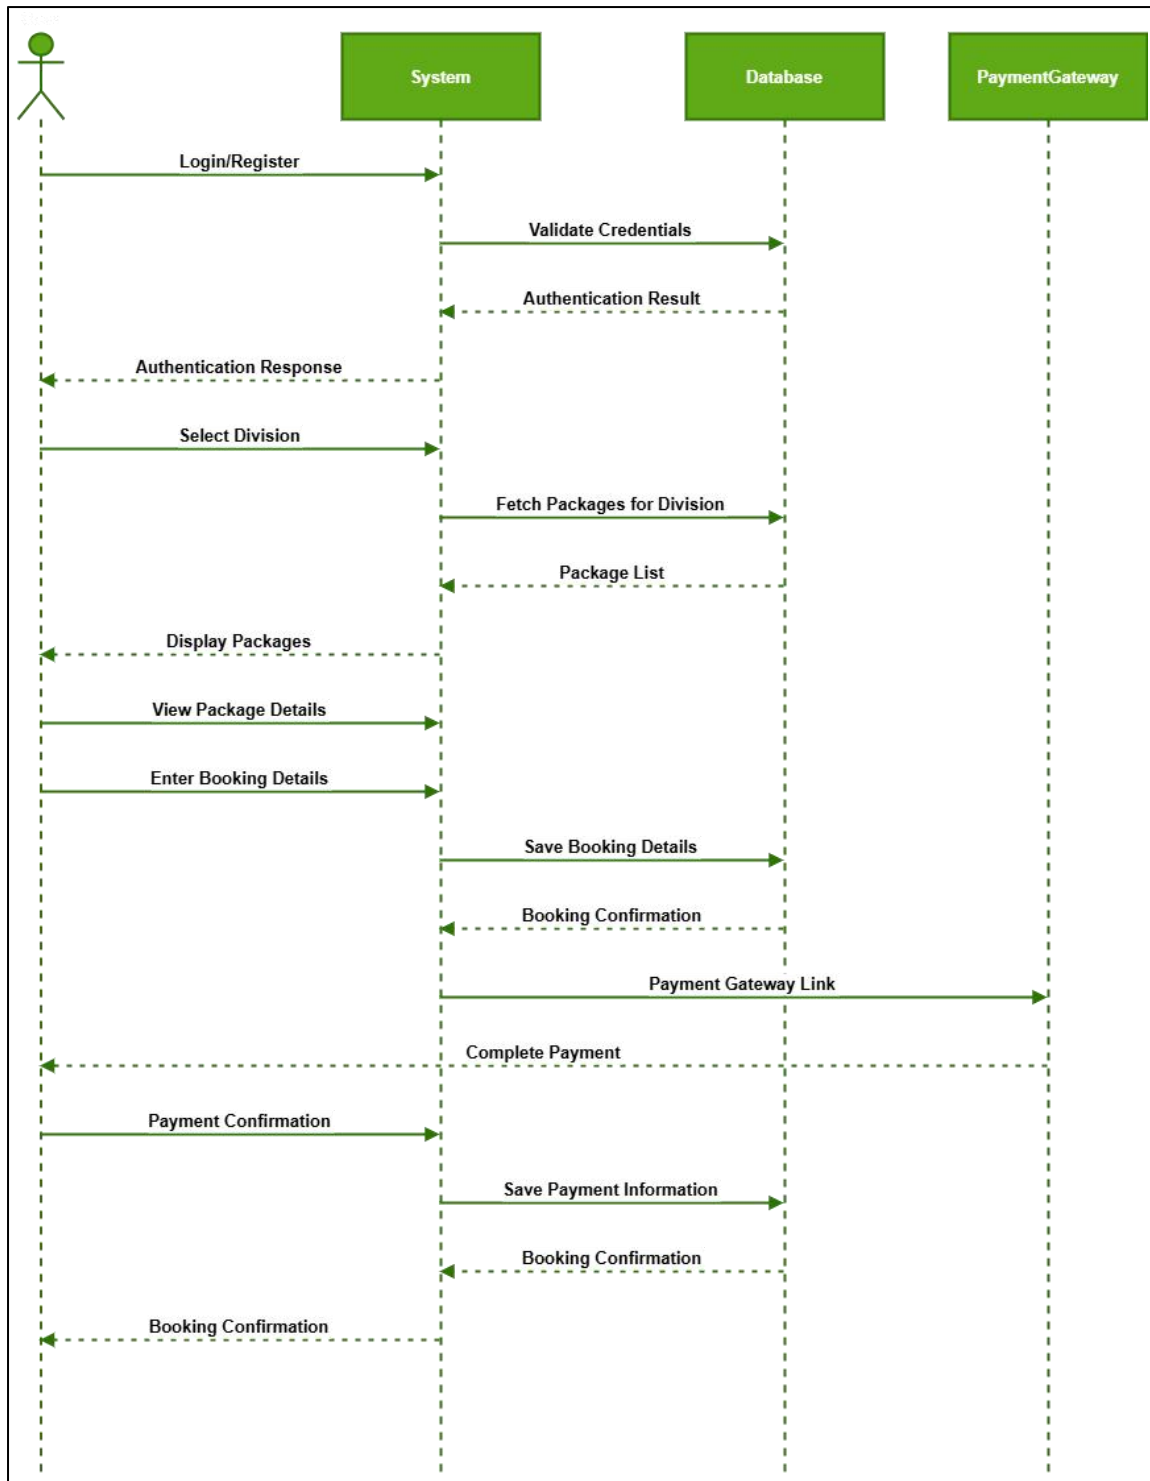 System
Database
PaymentGateway
Login/Register
Validate Credentials
Authentication Result
Authentication Response
Select Division
Fetch Packages for Division
Package List
Display Packages
View Package Details
Enter Booking Details
Save Booking Details
Booking Confirmation
Payment Gateway Link
Complete Payment
Payment Confirmation
Save Payment Information
Booking Confirmation
Booking Confirmation